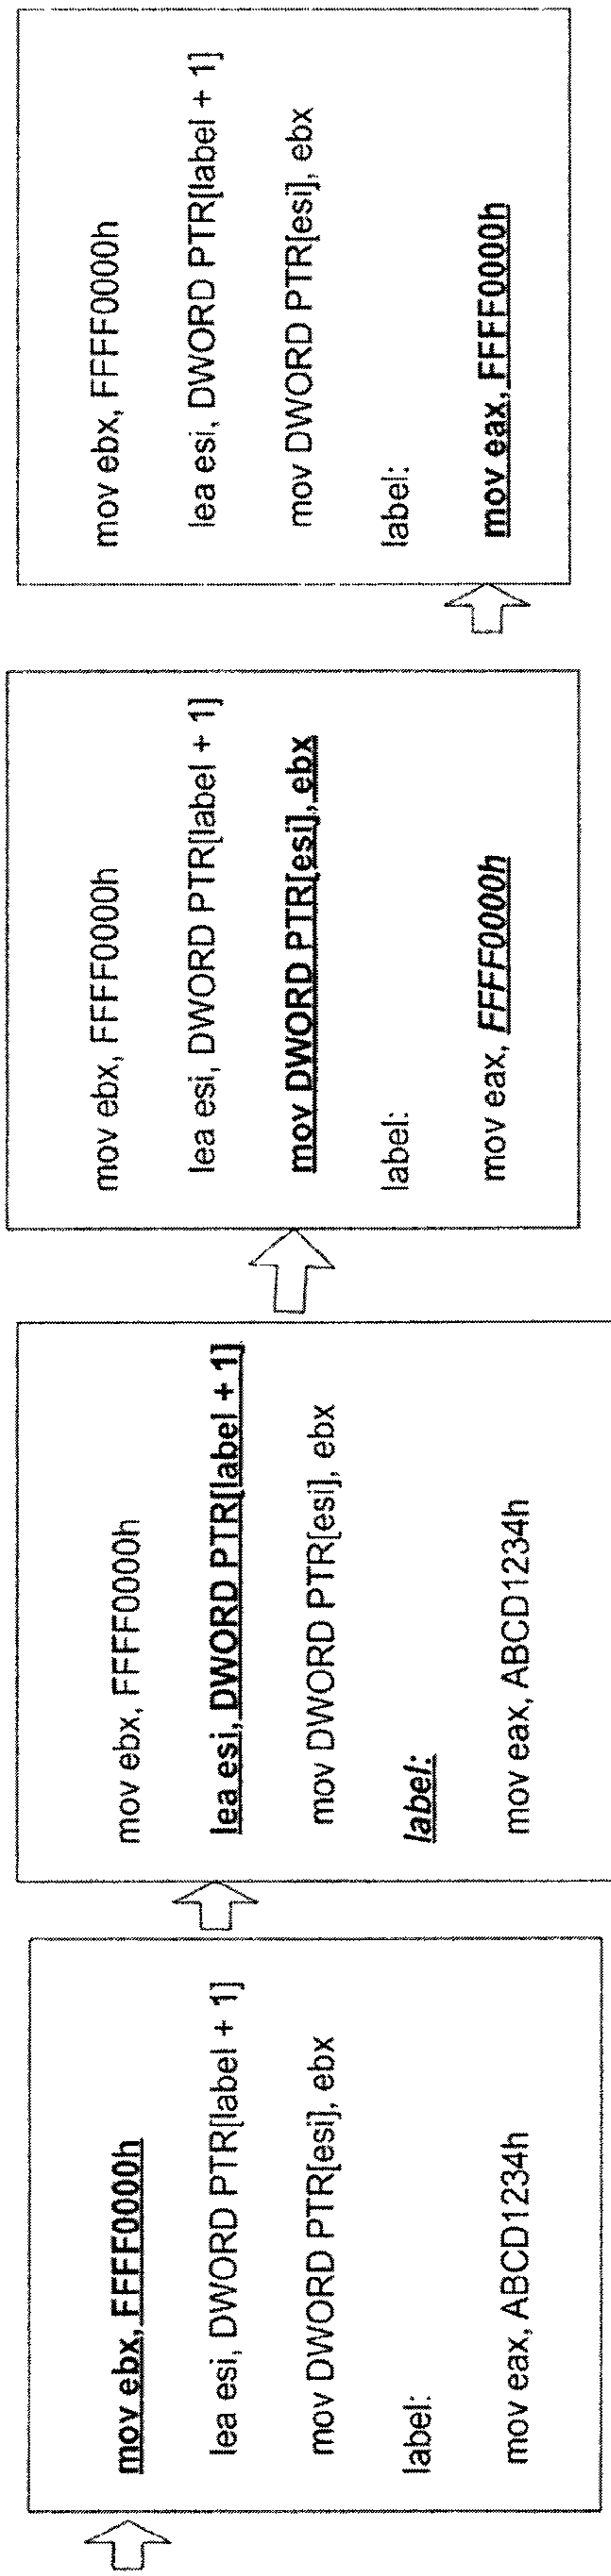 mov ebx, FFFF0000h
lea esi, DWORD PTR[label + 1]
mov DWORD PTR[esi], ebx
label:
mov eax, ABCD1234h
mov ebx, FFFF0000h
lea esi, DWORD PTR[label + 1]
mov DWORD PTR[esi], ebx
label:
mov eax, ABCD1234h
mov ebx, FFFF0000h
lea esi, DWORD PTR[label + 1]
mov DWORD PTR[esi], ebx
label:
mov eax, FFFF0000h
mov ebx, FFFF0000h
lea esi, DWORD PTR[label + 1]
mov DWORD PTR[esi], ebx
label:
mov eax, FFFF0000h